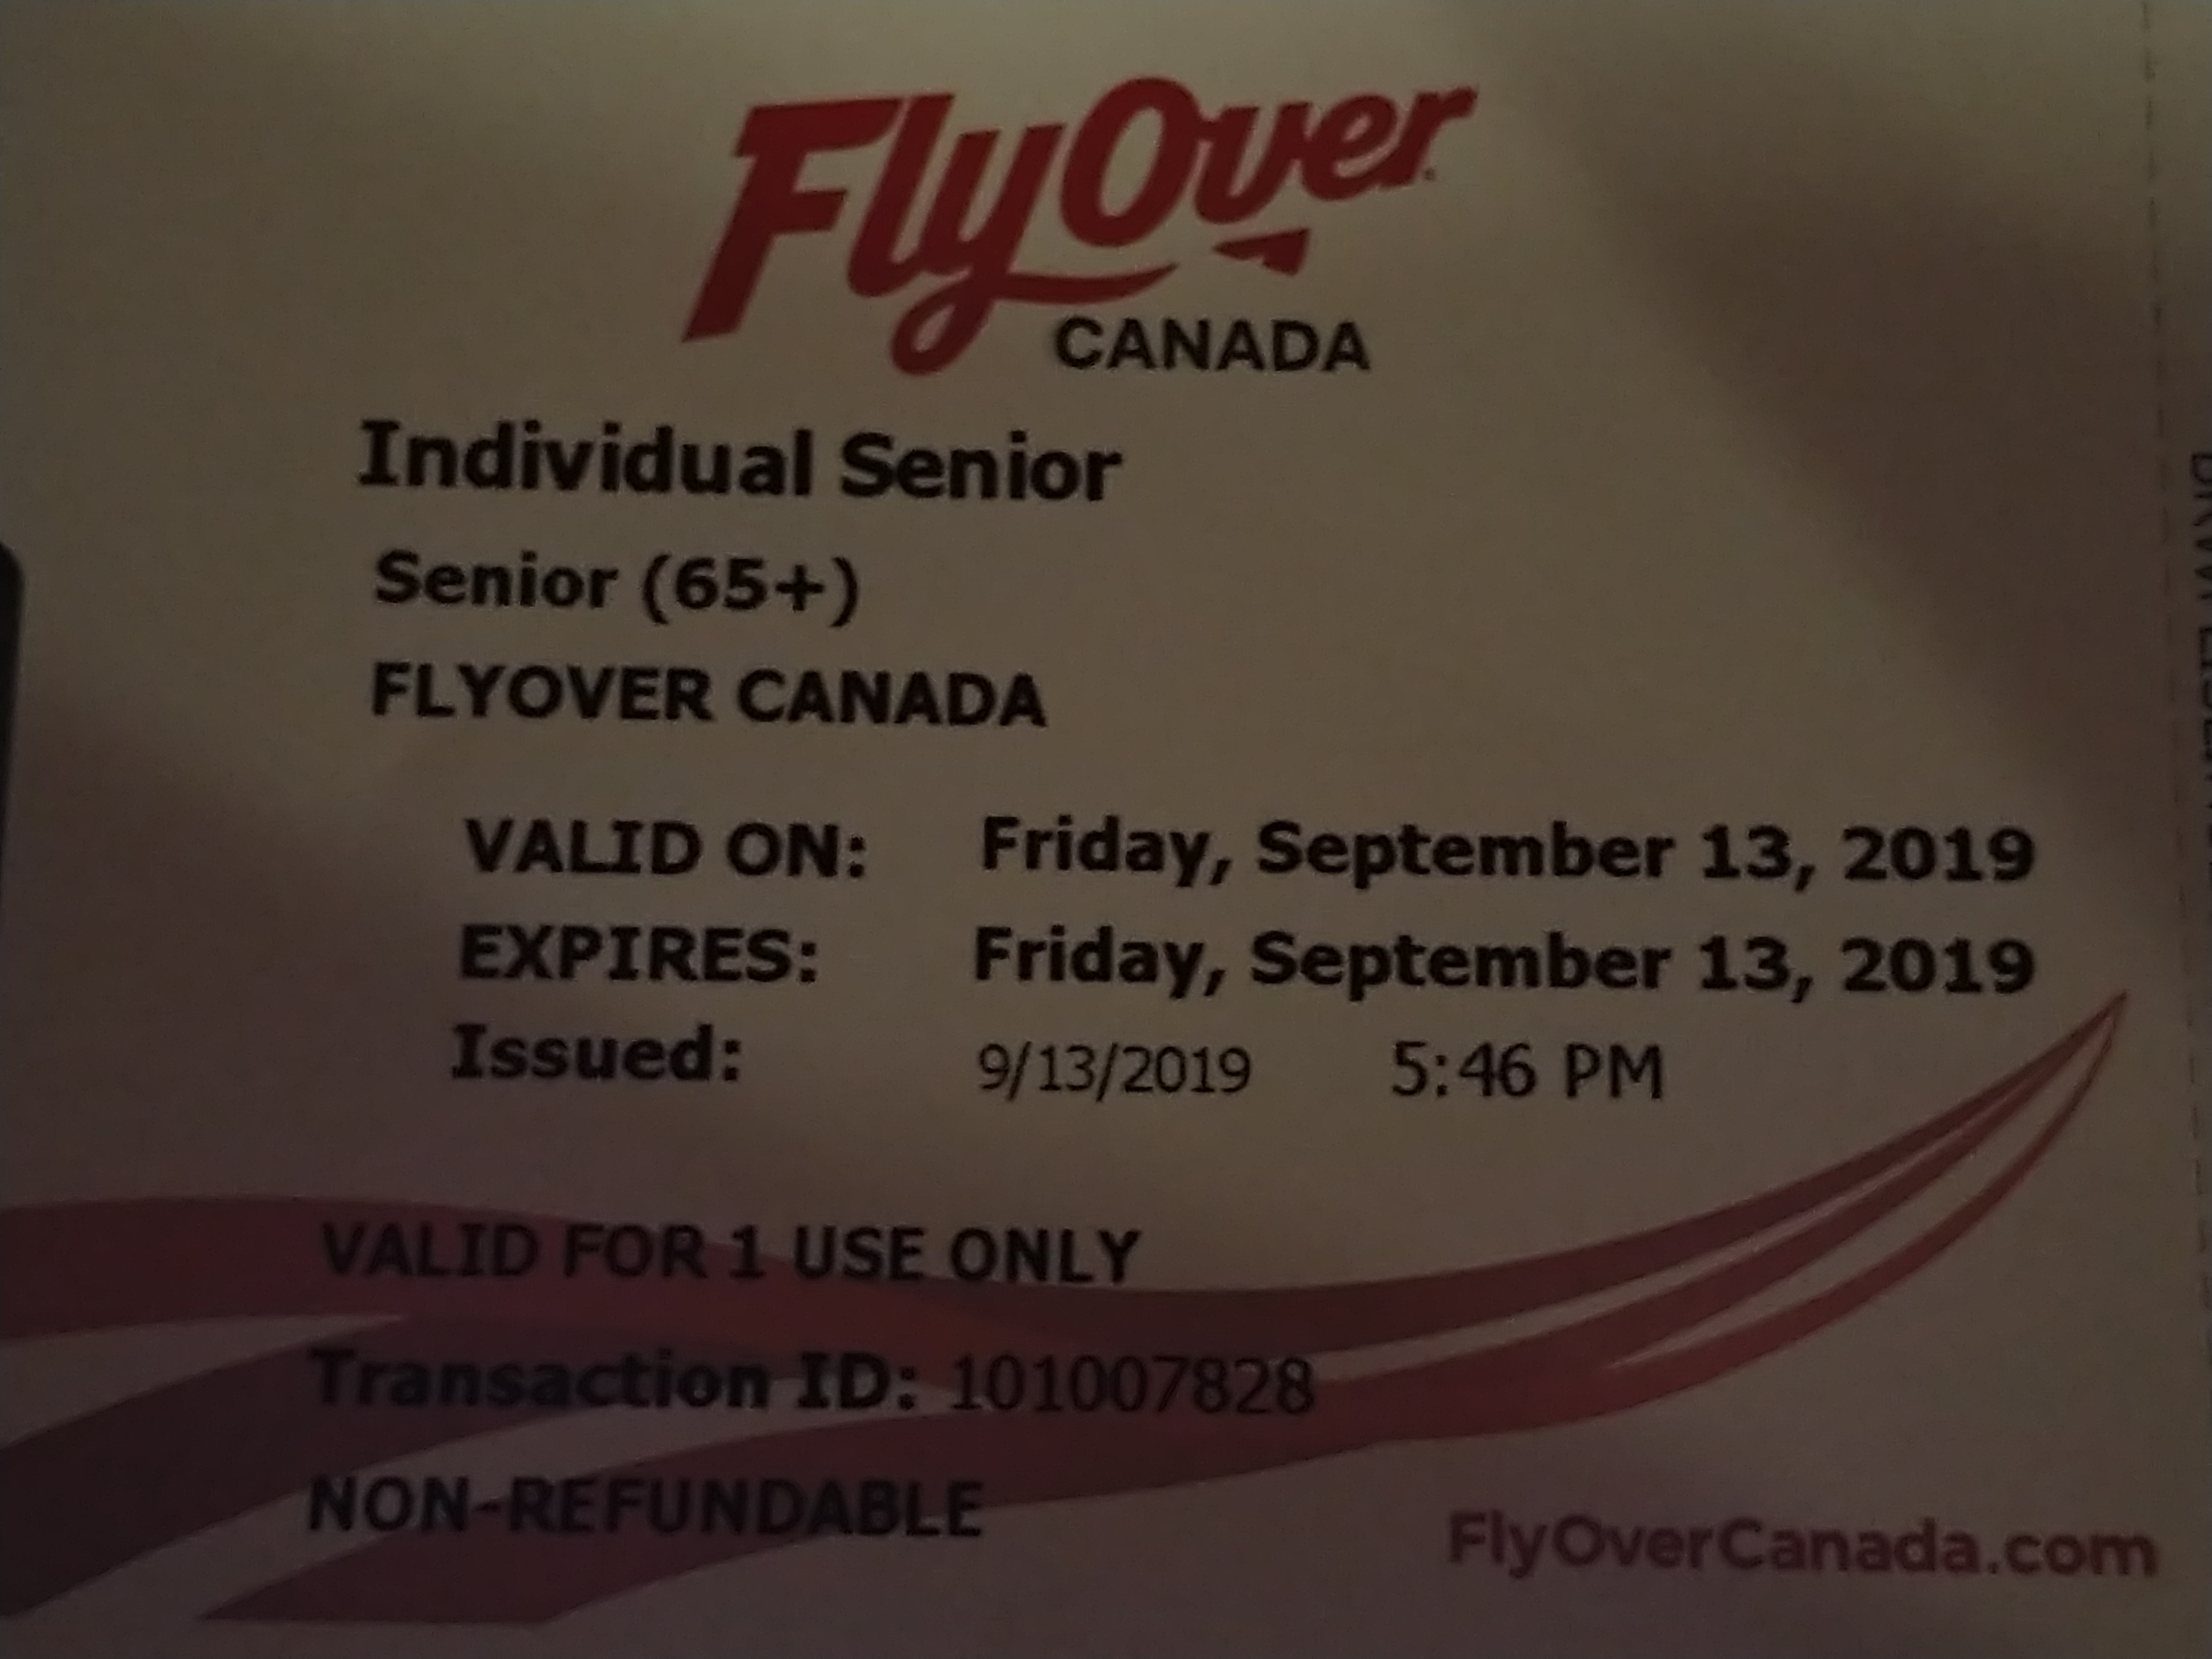 FlyOver
CANADA
Individual Senior
Senior (65+)
FLYOVER CANADA
VALID ON: Friday, September 13, 2019
EXPIRES: Friday, September 13, 2019
Issued: 9/13/2019 5:46 PM
VALID FOR 1 USE ONLY
Transaction ID: 101007828
NON-REFUNDABLE
FlyOverCanada.com